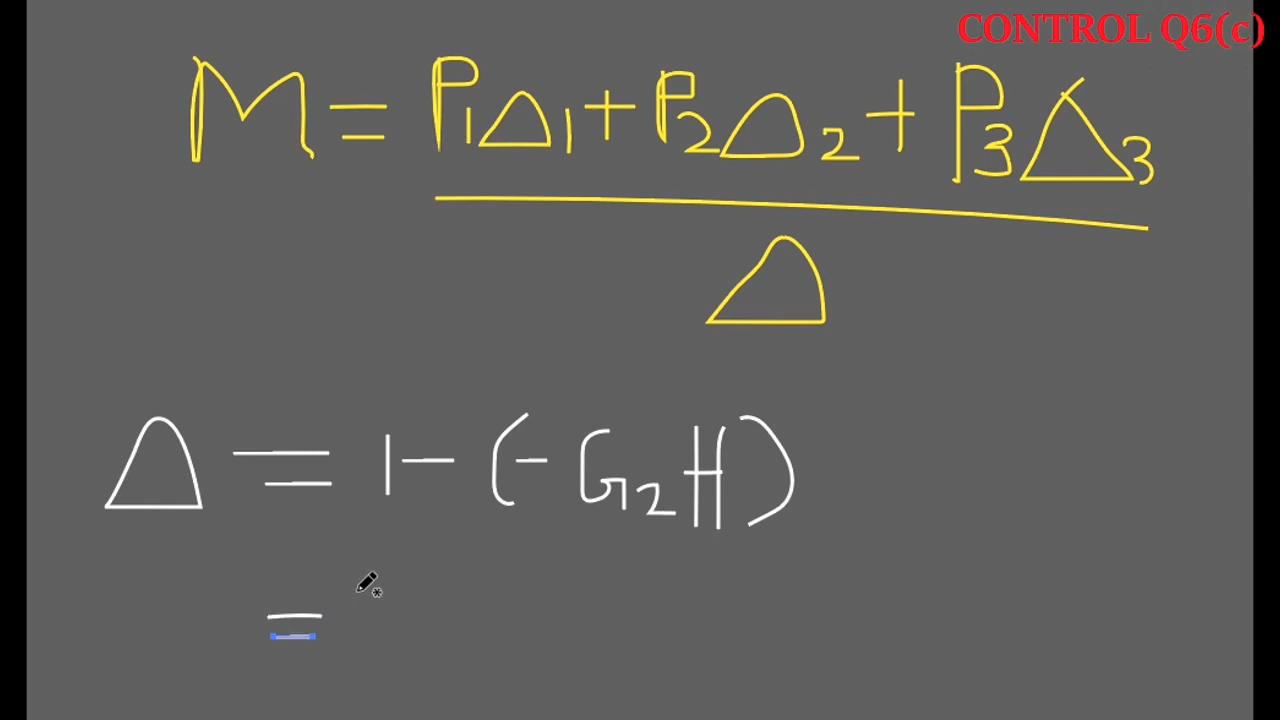 CONTROL Q6(c)
M = P₁Δ₁ + P₂Δ₂ + P₃Δ₃
Δ
Δ = 1 - (- G₂H)
=